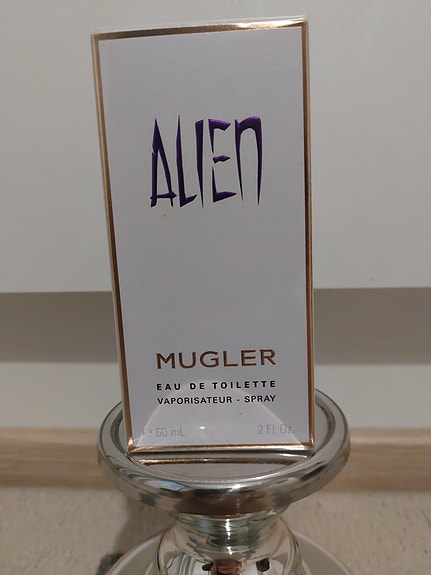 ALIEN
MUGLER
EAU DE TOILETTE
VAPORISATEUR - SPRAY
60 mL 2 Fl. Oz.